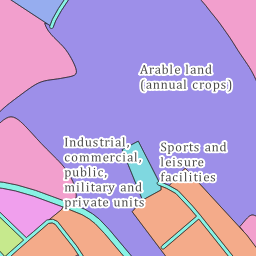 Arable land
(annual crops)
Industrial,
commercial,
public,
military and
private units
Sports and
leisure
facilities